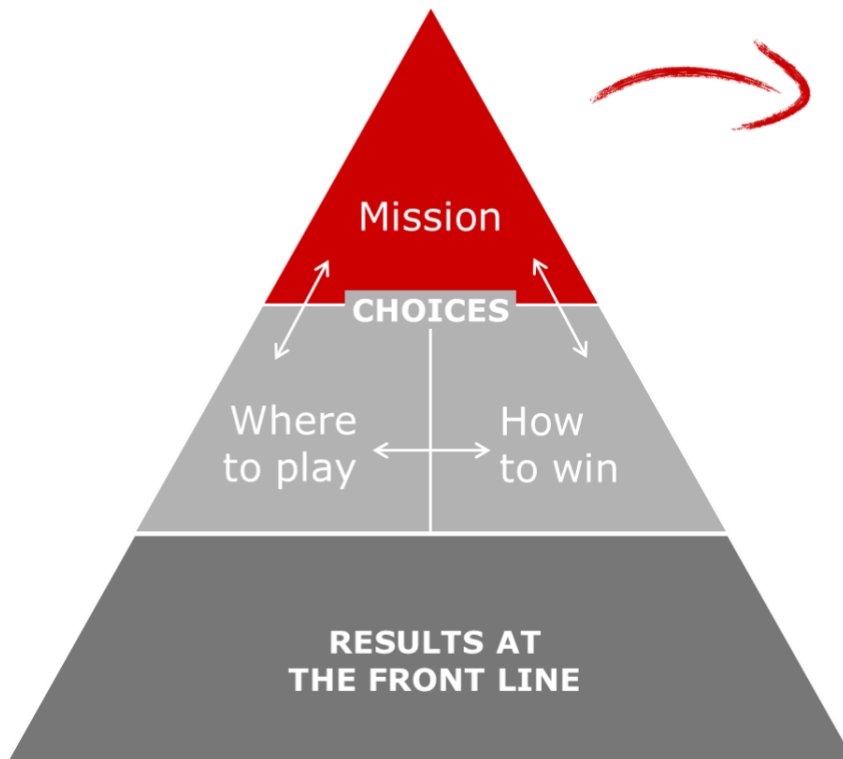 Mission
CHOICES
Where
to play
How
to win
RESULTS AT
THE FRONT LINE